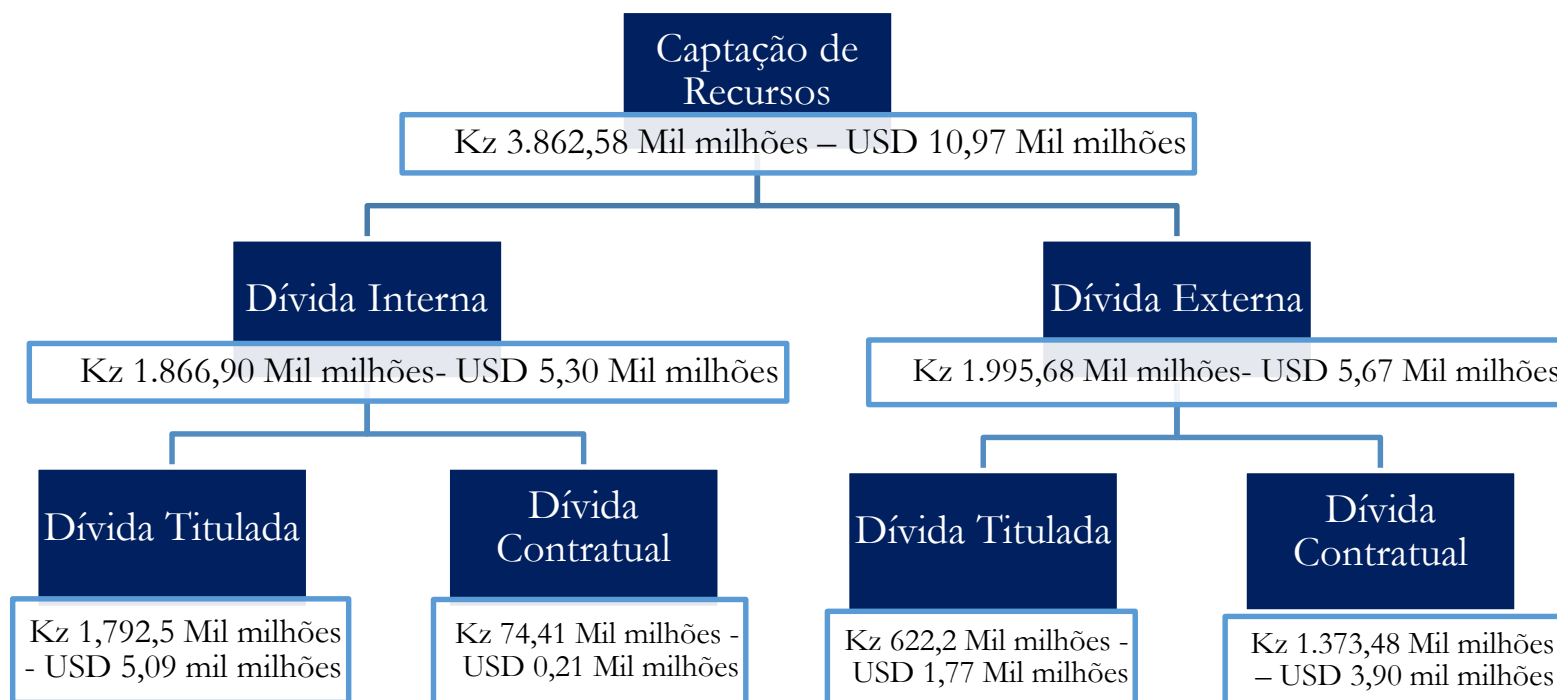 Captação de
Recursos
Kz 3.862,58 Mil milhões – USD 10,97 Mil milhões
Dívida Interna
Kz 1.866,90 Mil milhões- USD 5,30 Mil milhões
Dívida Externa
Kz 1.995,68 Mil milhões- USD 5,67 Mil milhões
Dívida Titulada
Kz 1,792,5 Mil milhões
- USD 5,09 mil milhões
Dívida
Contratual
Kz 74,41 Mil milhões -
USD 0,21 Mil milhões
Dívida Titulada
Kz 622,2 Mil milhões -
USD 1,77 Mil milhões
Dívida
Contratual
Kz 1.373,48 Mil milhões
– USD 3,90 mil milhões